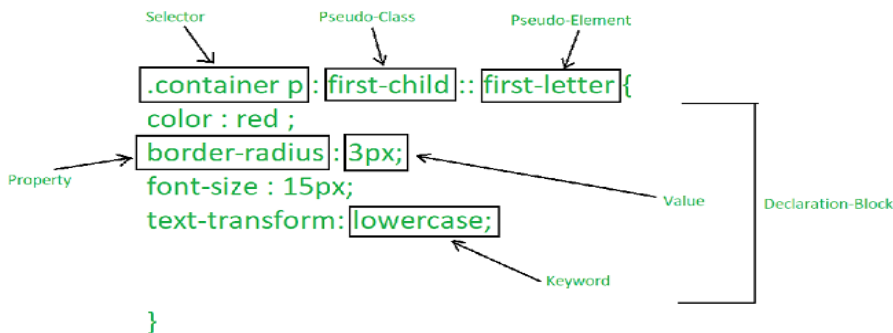 Selector Pseudo-Class Pseudo-Element
.container p : first-child :: first-letter {
color : red ;
border-radius : 3px;
Property
font-size : 15px;
Value
Declaration-Block
text-transform: lowercase;
Keyword
}